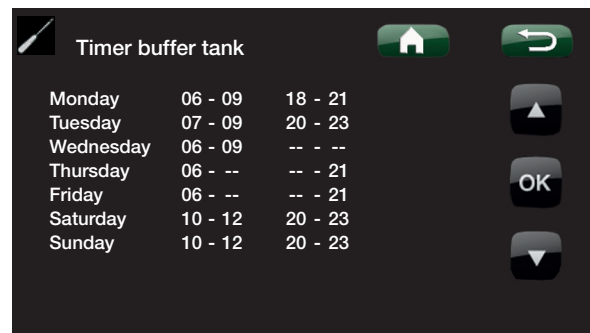 Timer buffer tank
Monday 06 - 09 18 - 21
Tuesday 07 - 09 20 - 23
Wednesday 06 - 09 -- - --
Thursday 06 - -- -- - 21
Friday 06 - -- -- - 21
Saturday 10 - 12 20 - 23
Sunday 10 - 12 20 - 23
OK